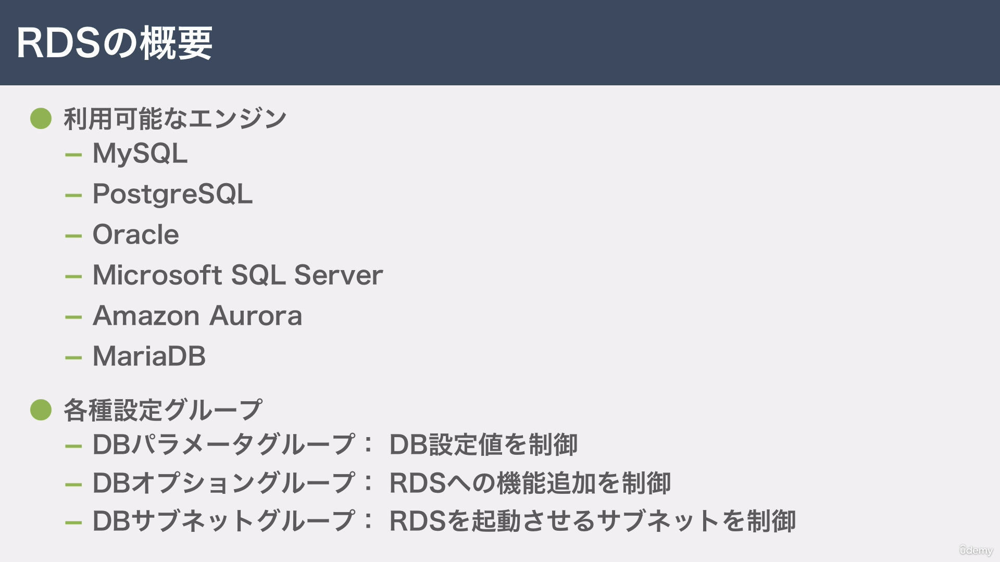 RDSの概要
● 利用可能なエンジン
– MySQL
– PostgreSQL
– Oracle
– Microsoft SQL Server
– Amazon Aurora
– MariaDB
● 各種設定グループ
– DBパラメータグループ： DB設定値を制御
– DBオプショングループ： RDSへの機能追加を制御
– DBサブネットグループ： RDSを起動させるサブネットを制御
ûdemy